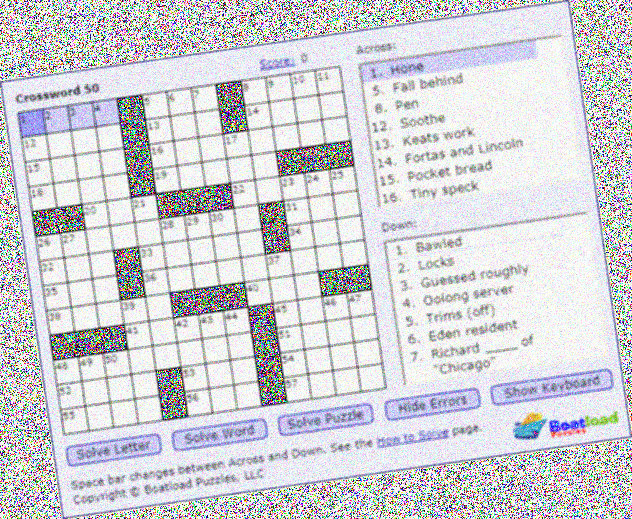 Crossword 50
Score: 0
Across:
1. Hone
5. Fall behind
8. Pen
12. Soothe
13. Keats work
14. Fortas and Lincoln
15. Pocket bread
16. Tiny speck
Down:
1. Bawled
2. Locks
3. Guessed roughly
4. Oolong server
5. Trims (off)
6. Eden resident
7. Richard _____ of
"Chicago"
Solve Letter
Solve Word
Solve Puzzle
Hide Errors
Show Keyboard
Space bar changes between Across and Down. See the How to Solve page.
Copyright © Boatload Puzzles, LLC
Boatload
PUZZLES